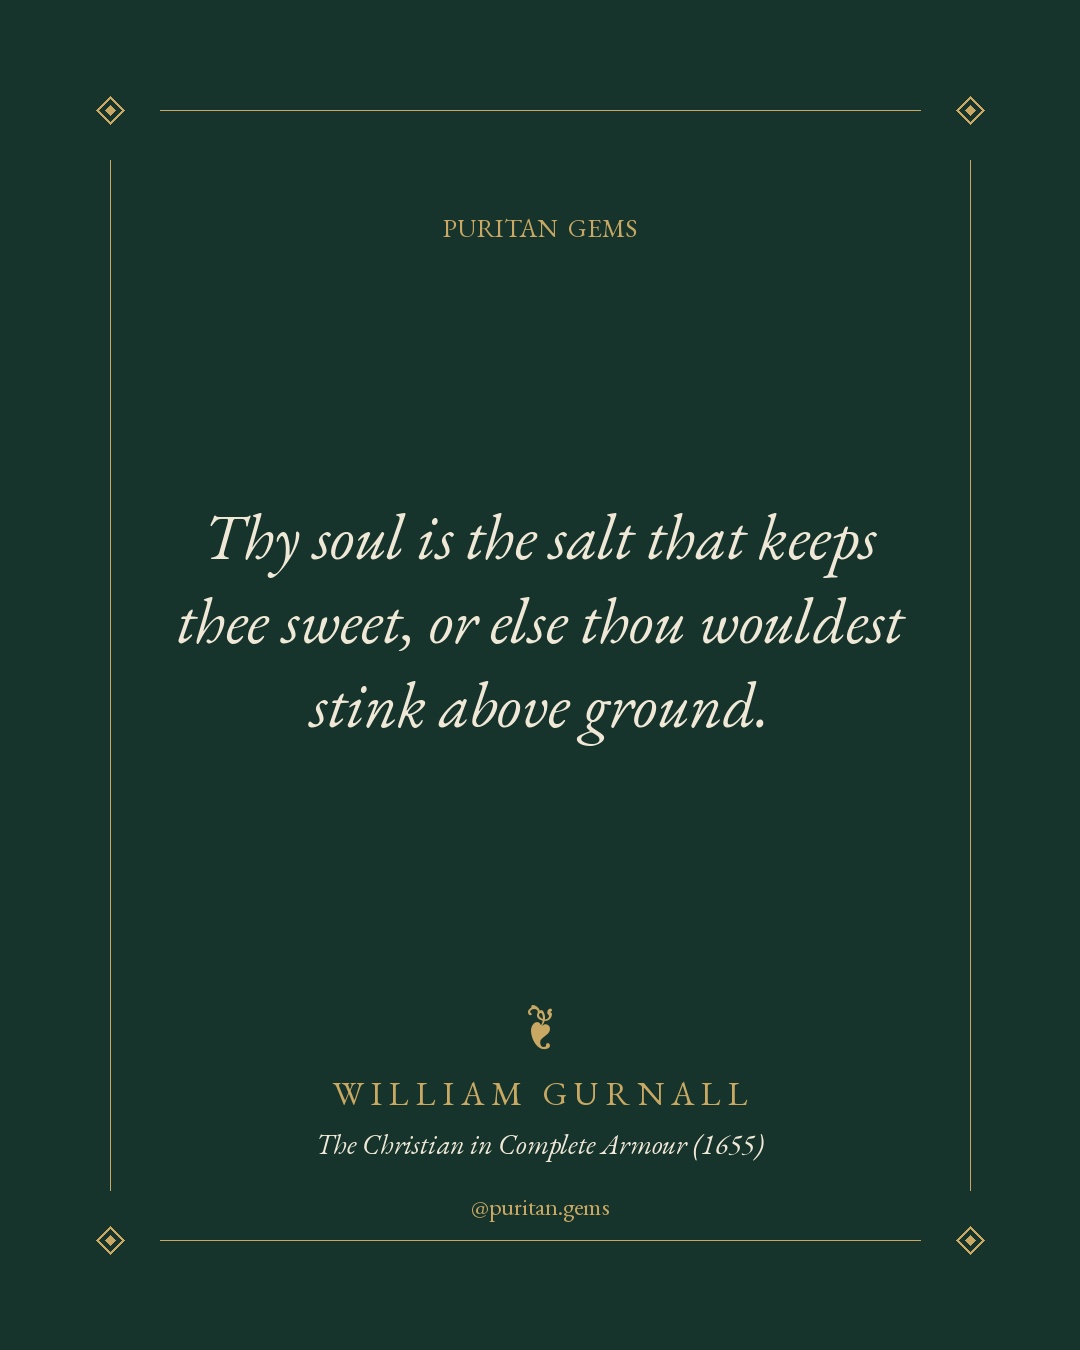 PURITAN GEMS
Thy soul is the salt that keeps
thee sweet, or else thou wouldest
stink above ground.
WILLIAM GURNALL
The Christian in Complete Armour (1655)
@puritan.gems